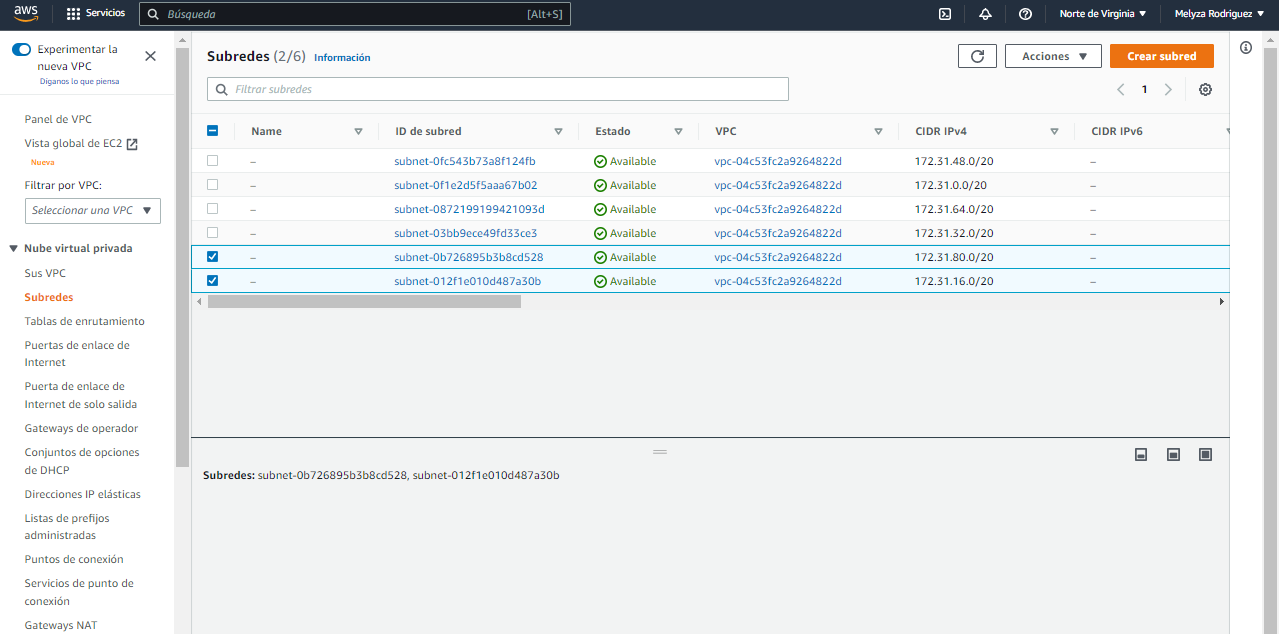 aws
Servicios
Búsqueda
[Alt+S]
Norte de Virginia
Melyza Rodriguez
Experimentar la
nueva VPC
Díganos lo que piensa
Panel de VPC
Vista global de EC2
Nueva
Filtrar por VPC:
Seleccionar una VPC
Nube virtual privada
Sus VPC
Subredes
Tablas de enrutamiento
Puertas de enlace de
Internet
Puerta de enlace de
Internet de solo salida
Gateways de operador
Conjuntos de opciones
de DHCP
Direcciones IP elásticas
Listas de prefijos
administradas
Puntos de conexión
Servicios de punto de
conexión
Gateways NAT
Subredes (2/6) Información
Acciones
Crear subred
Filtrar subredes
1
Name ID de subred Estado VPC CIDR IPv4 CIDR IPv6
– subnet-0fc543b73a8f124fb Available vpc-04c53fc2a9264822d 172.31.48.0/20 –
– subnet-0f1e2d5f5aaa67b02 Available vpc-04c53fc2a9264822d 172.31.0.0/20 –
– subnet-0872199199421093d Available vpc-04c53fc2a9264822d 172.31.64.0/20 –
– subnet-03bb9ece49fd33ce3 Available vpc-04c53fc2a9264822d 172.31.32.0/20 –
– subnet-0b726895b3b8cd528 Available vpc-04c53fc2a9264822d 172.31.80.0/20 –
– subnet-012f1e010d487a30b Available vpc-04c53fc2a9264822d 172.31.16.0/20 –
Subredes: subnet-0b726895b3b8cd528, subnet-012f1e010d487a30b